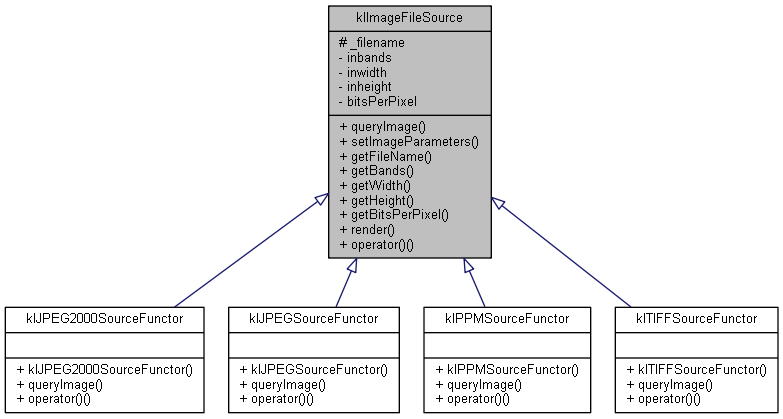 klImageFileSource
# _filename
- inbands
- inwidth
- inheight
- bitsPerPixel
+ queryImage()
+ setImageParameters()
+ getFileName()
+ getBands()
+ getWidth()
+ getHeight()
+ getBitsPerPixel()
+ render()
+ operator()()
klJPEG2000SourceFunctor
+ klJPEG2000SourceFunctor()
+ queryImage()
+ operator()()
klJPEGSourceFunctor
+ klJPEGSourceFunctor()
+ queryImage()
+ operator()()
klPPMSourceFunctor
+ klPPMSourceFunctor()
+ queryImage()
+ operator()()
klTIFFSourceFunctor
+ klTIFFSourceFunctor()
+ queryImage()
+ operator()()